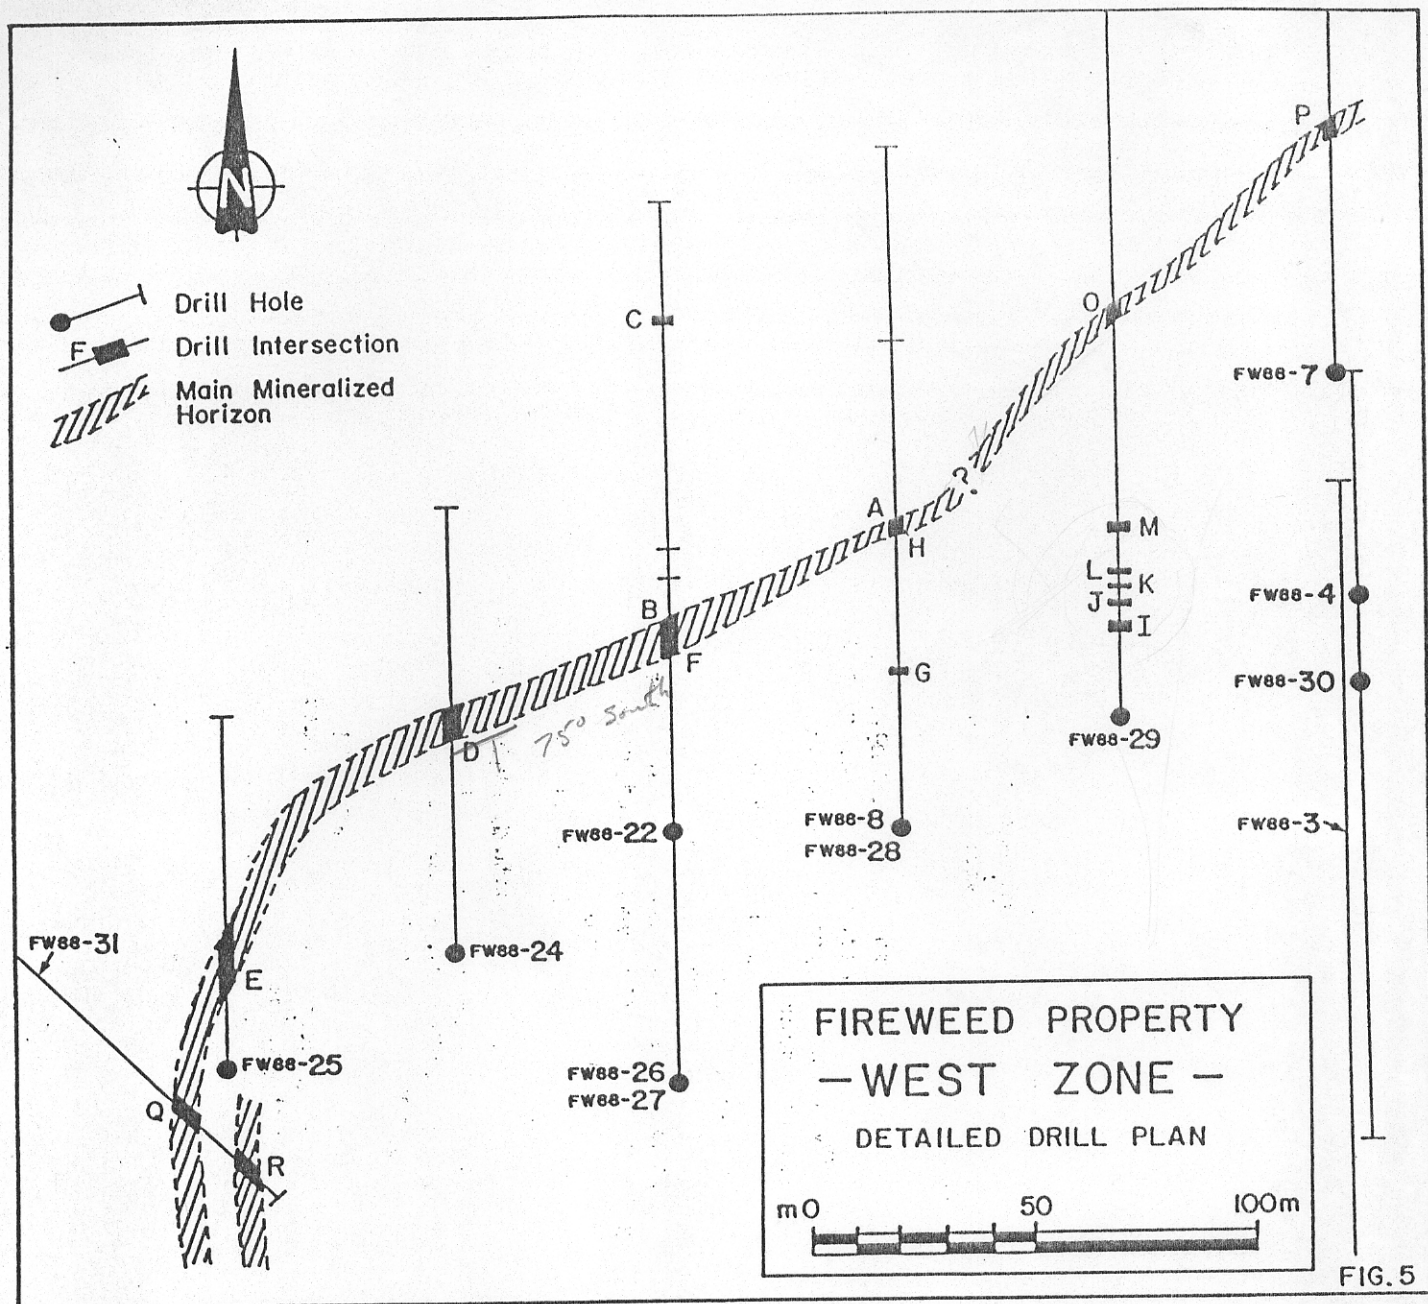 N
Drill Hole
F
Drill Intersection
Main Mineralized
Horizon
P
C
O
FW88-7
A
H
M
L
K
J
I
FW88-4
B
F
G
FW88-30
75° South
D
FW88-29
FW88-22
FW88-8
FW88-28
FW88-3
FW88-31
FW88-24
E
FW88-25
FW88-26
FW88-27
Q
R
FIREWEED PROPERTY
— WEST ZONE —
DETAILED DRILL PLAN
m 0 50 100m
FIG. 5
?